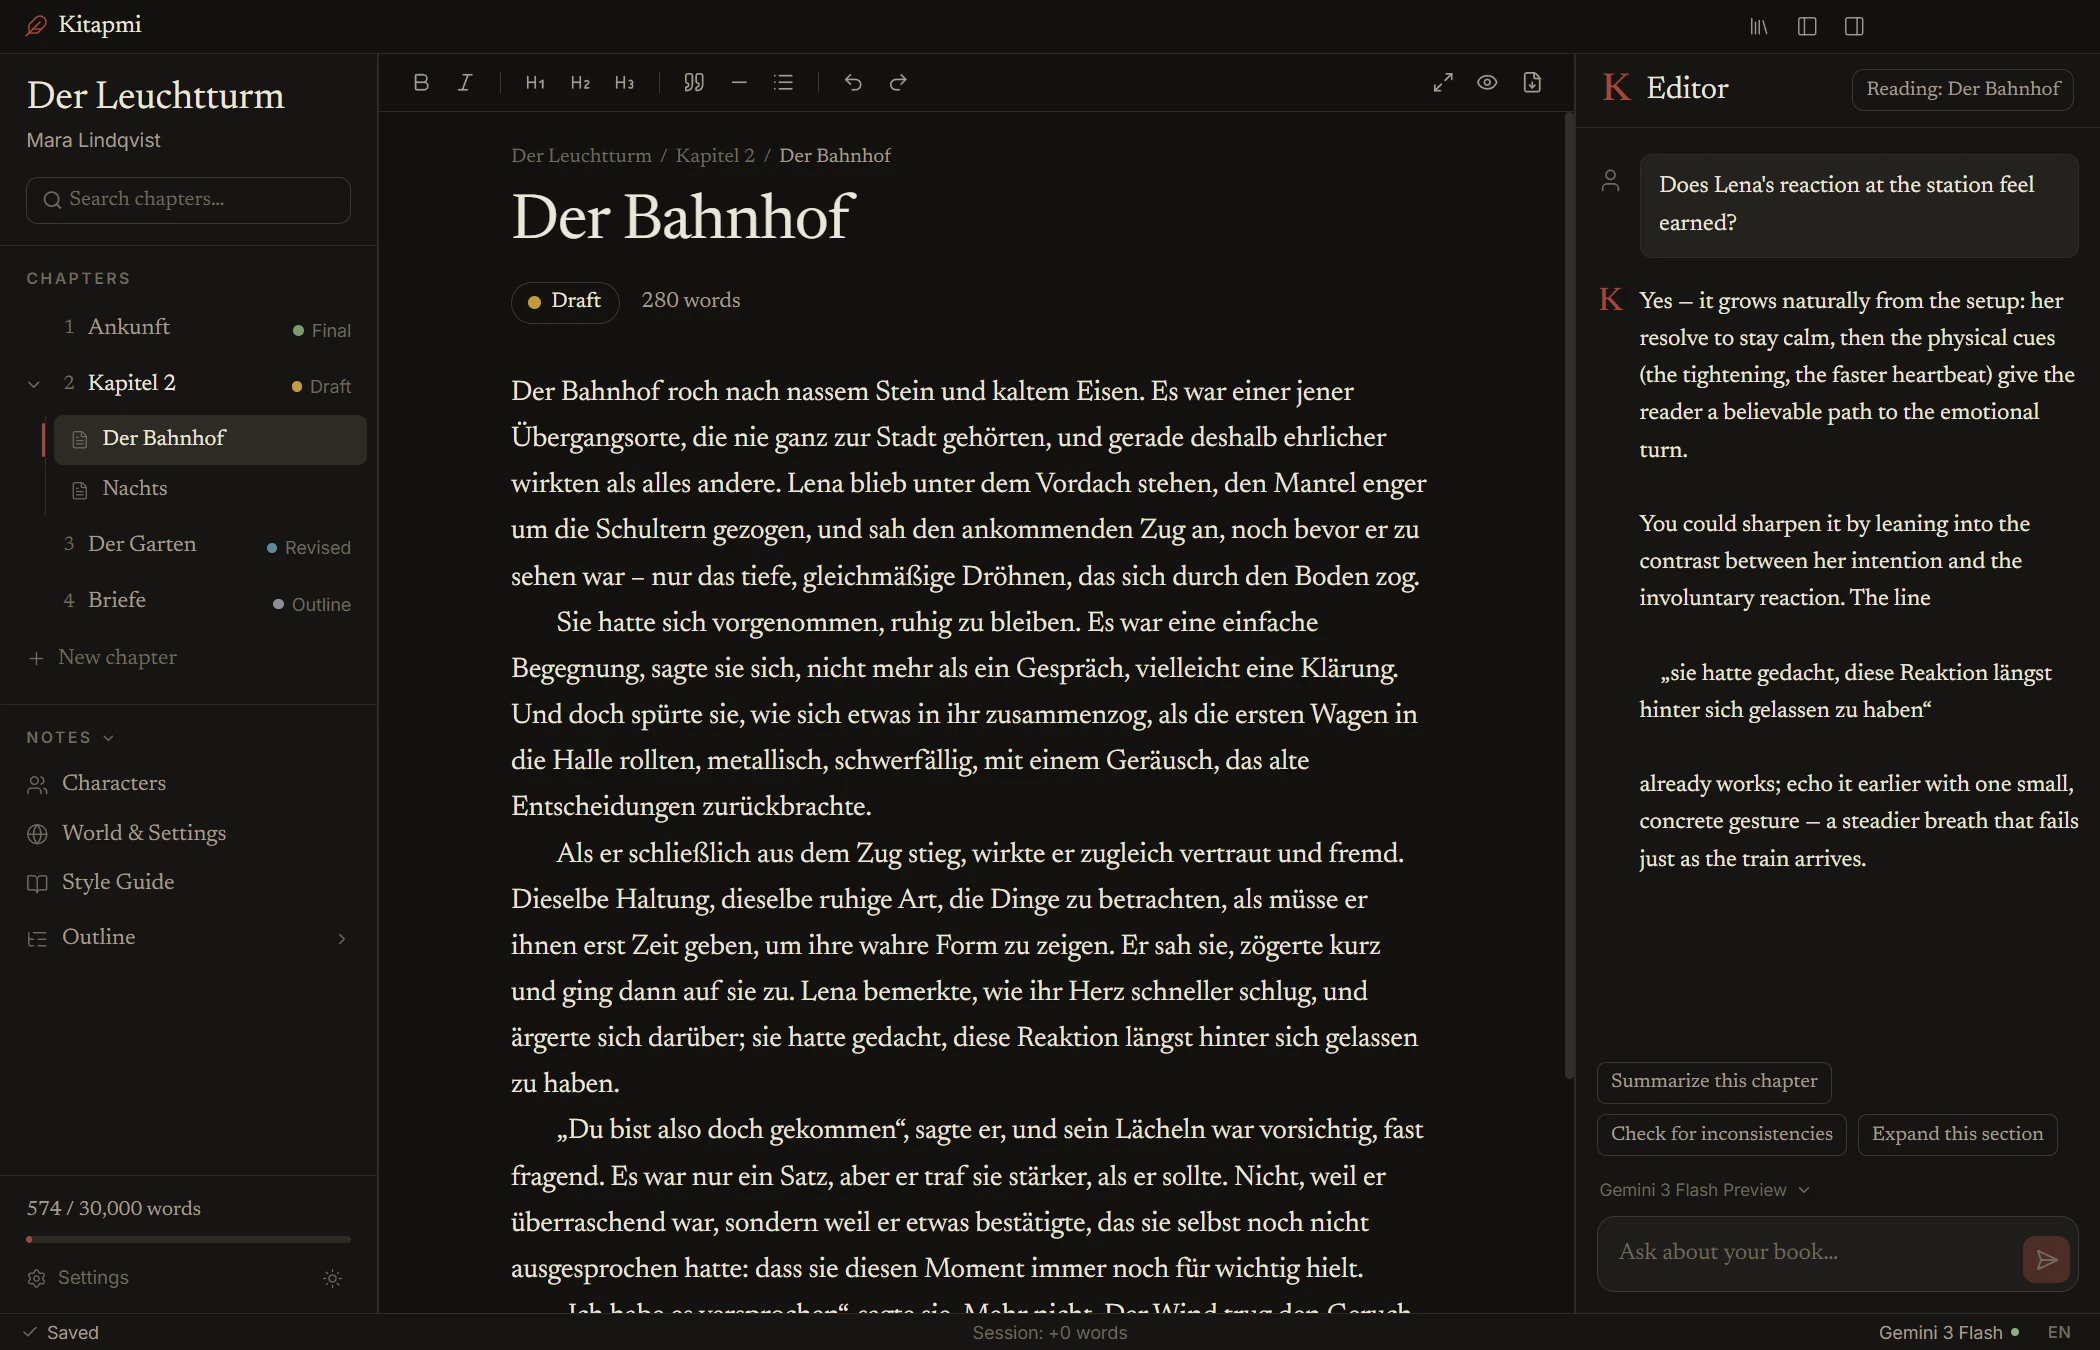 Kitapmi
Der Leuchtturm
Mara Lindqvist
Search chapters...
CHAPTERS
1 Ankunft Final
2 Kapitel 2 Draft
Der Bahnhof
Nachts
3 Der Garten Revised
4 Briefe Outline
New chapter
NOTES
Characters
World & Settings
Style Guide
Outline
574 / 30,000 words
Settings
Saved
B I H1 H2 H3
Der Leuchtturm / Kapitel 2 / Der Bahnhof
Der Bahnhof
Draft 280 words
Der Bahnhof roch nach nassem Stein und kaltem Eisen. Es war einer jener
Übergangsorte, die nie ganz zur Stadt gehörten, und gerade deshalb ehrlicher
wirkten als alles andere. Lena blieb unter dem Vordach stehen, den Mantel enger
um die Schultern gezogen, und sah den ankommenden Zug an, noch bevor er zu
sehen war – nur das tiefe, gleichmäßige Dröhnen, das sich durch den Boden zog.
Sie hatte sich vorgenommen, ruhig zu bleiben. Es war eine einfache
Begegnung, sagte sie sich, nicht mehr als ein Gespräch, vielleicht eine Klärung.
Und doch spürte sie, wie sich etwas in ihr zusammenzog, als die ersten Wagen in
die Halle rollten, metallisch, schwerfällig, mit einem Geräusch, das alte
Entscheidungen zurückbrachte.
Als er schließlich aus dem Zug stieg, wirkte er zugleich vertraut und fremd.
Dieselbe Haltung, dieselbe ruhige Art, die Dinge zu betrachten, als müsse er
ihnen erst Zeit geben, um ihre wahre Form zu zeigen. Er sah sie, zögerte kurz
und ging dann auf sie zu. Lena bemerkte, wie ihr Herz schneller schlug, und
ärgerte sich darüber; sie hatte gedacht, diese Reaktion längst hinter sich gelassen
zu haben.
„Du bist also doch gekommen“, sagte er, und sein Lächeln war vorsichtig, fast
fragend. Es war nur ein Satz, aber er traf sie stärker, als er sollte. Nicht, weil er
überraschend war, sondern weil er etwas bestätigte, das sie selbst noch nicht
ausgesprochen hatte: dass sie diesen Moment immer noch für wichtig hielt.
„Ich habe es versprochen“, sagte sie. Mehr nicht. Der Wind trug den Geruch
Session: +0 words
K Editor
Reading: Der Bahnhof
Does Lena's reaction at the station feel
earned?
K Yes – it grows naturally from the setup: her
resolve to stay calm, then the physical cues
(the tightening, the faster heartbeat) give the
reader a believable path to the emotional
turn.
You could sharpen it by leaning into the
contrast between her intention and the
involuntary reaction. The line
„sie hatte gedacht, diese Reaktion längst
hinter sich gelassen zu haben“
already works; echo it earlier with one small,
concrete gesture – a steadier breath that fails
just as the train arrives.
Summarize this chapter
Check for inconsistencies
Expand this section
Gemini 3 Flash Preview
Ask about your book...
Gemini 3 Flash
EN